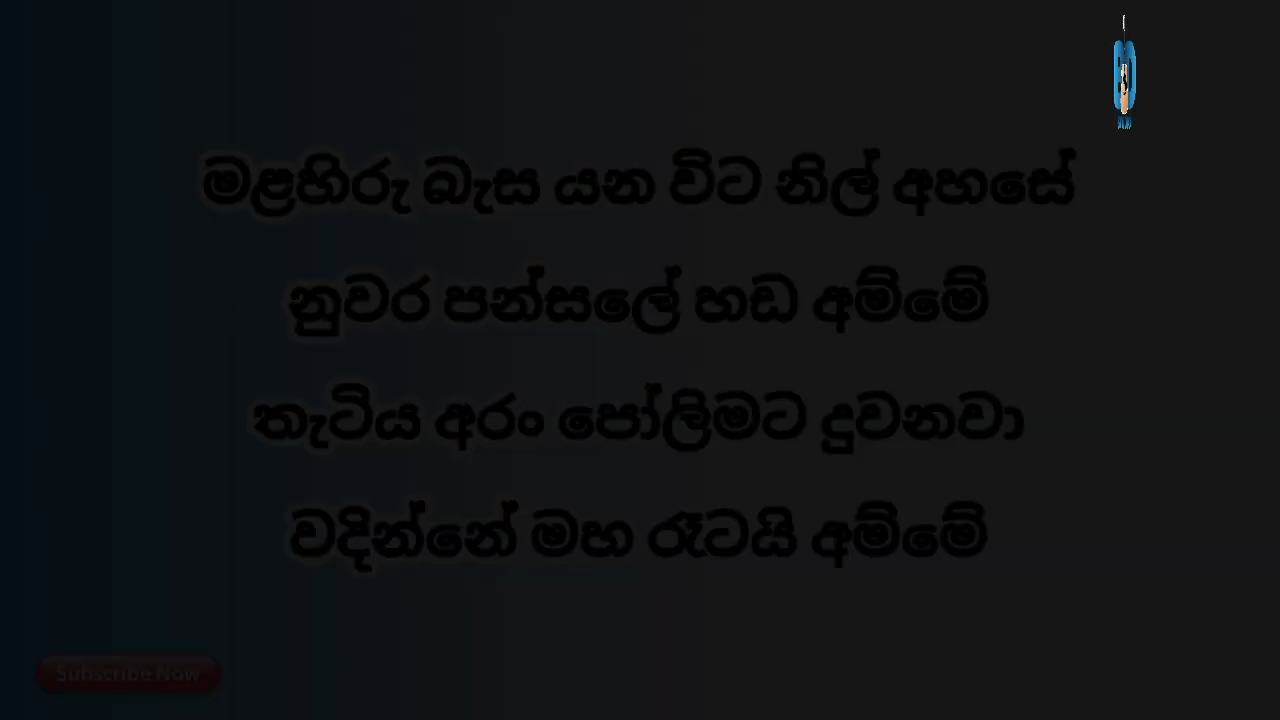 මළහිරු බැස යන විට නිල් අහසේ
නුවර පන්සලේ හඬ අම්මේ
තැටිය අරං පෝලිමට දුවනවා
වදින්නේ මහ රෑටයි අම්මේ
Subscribe Now